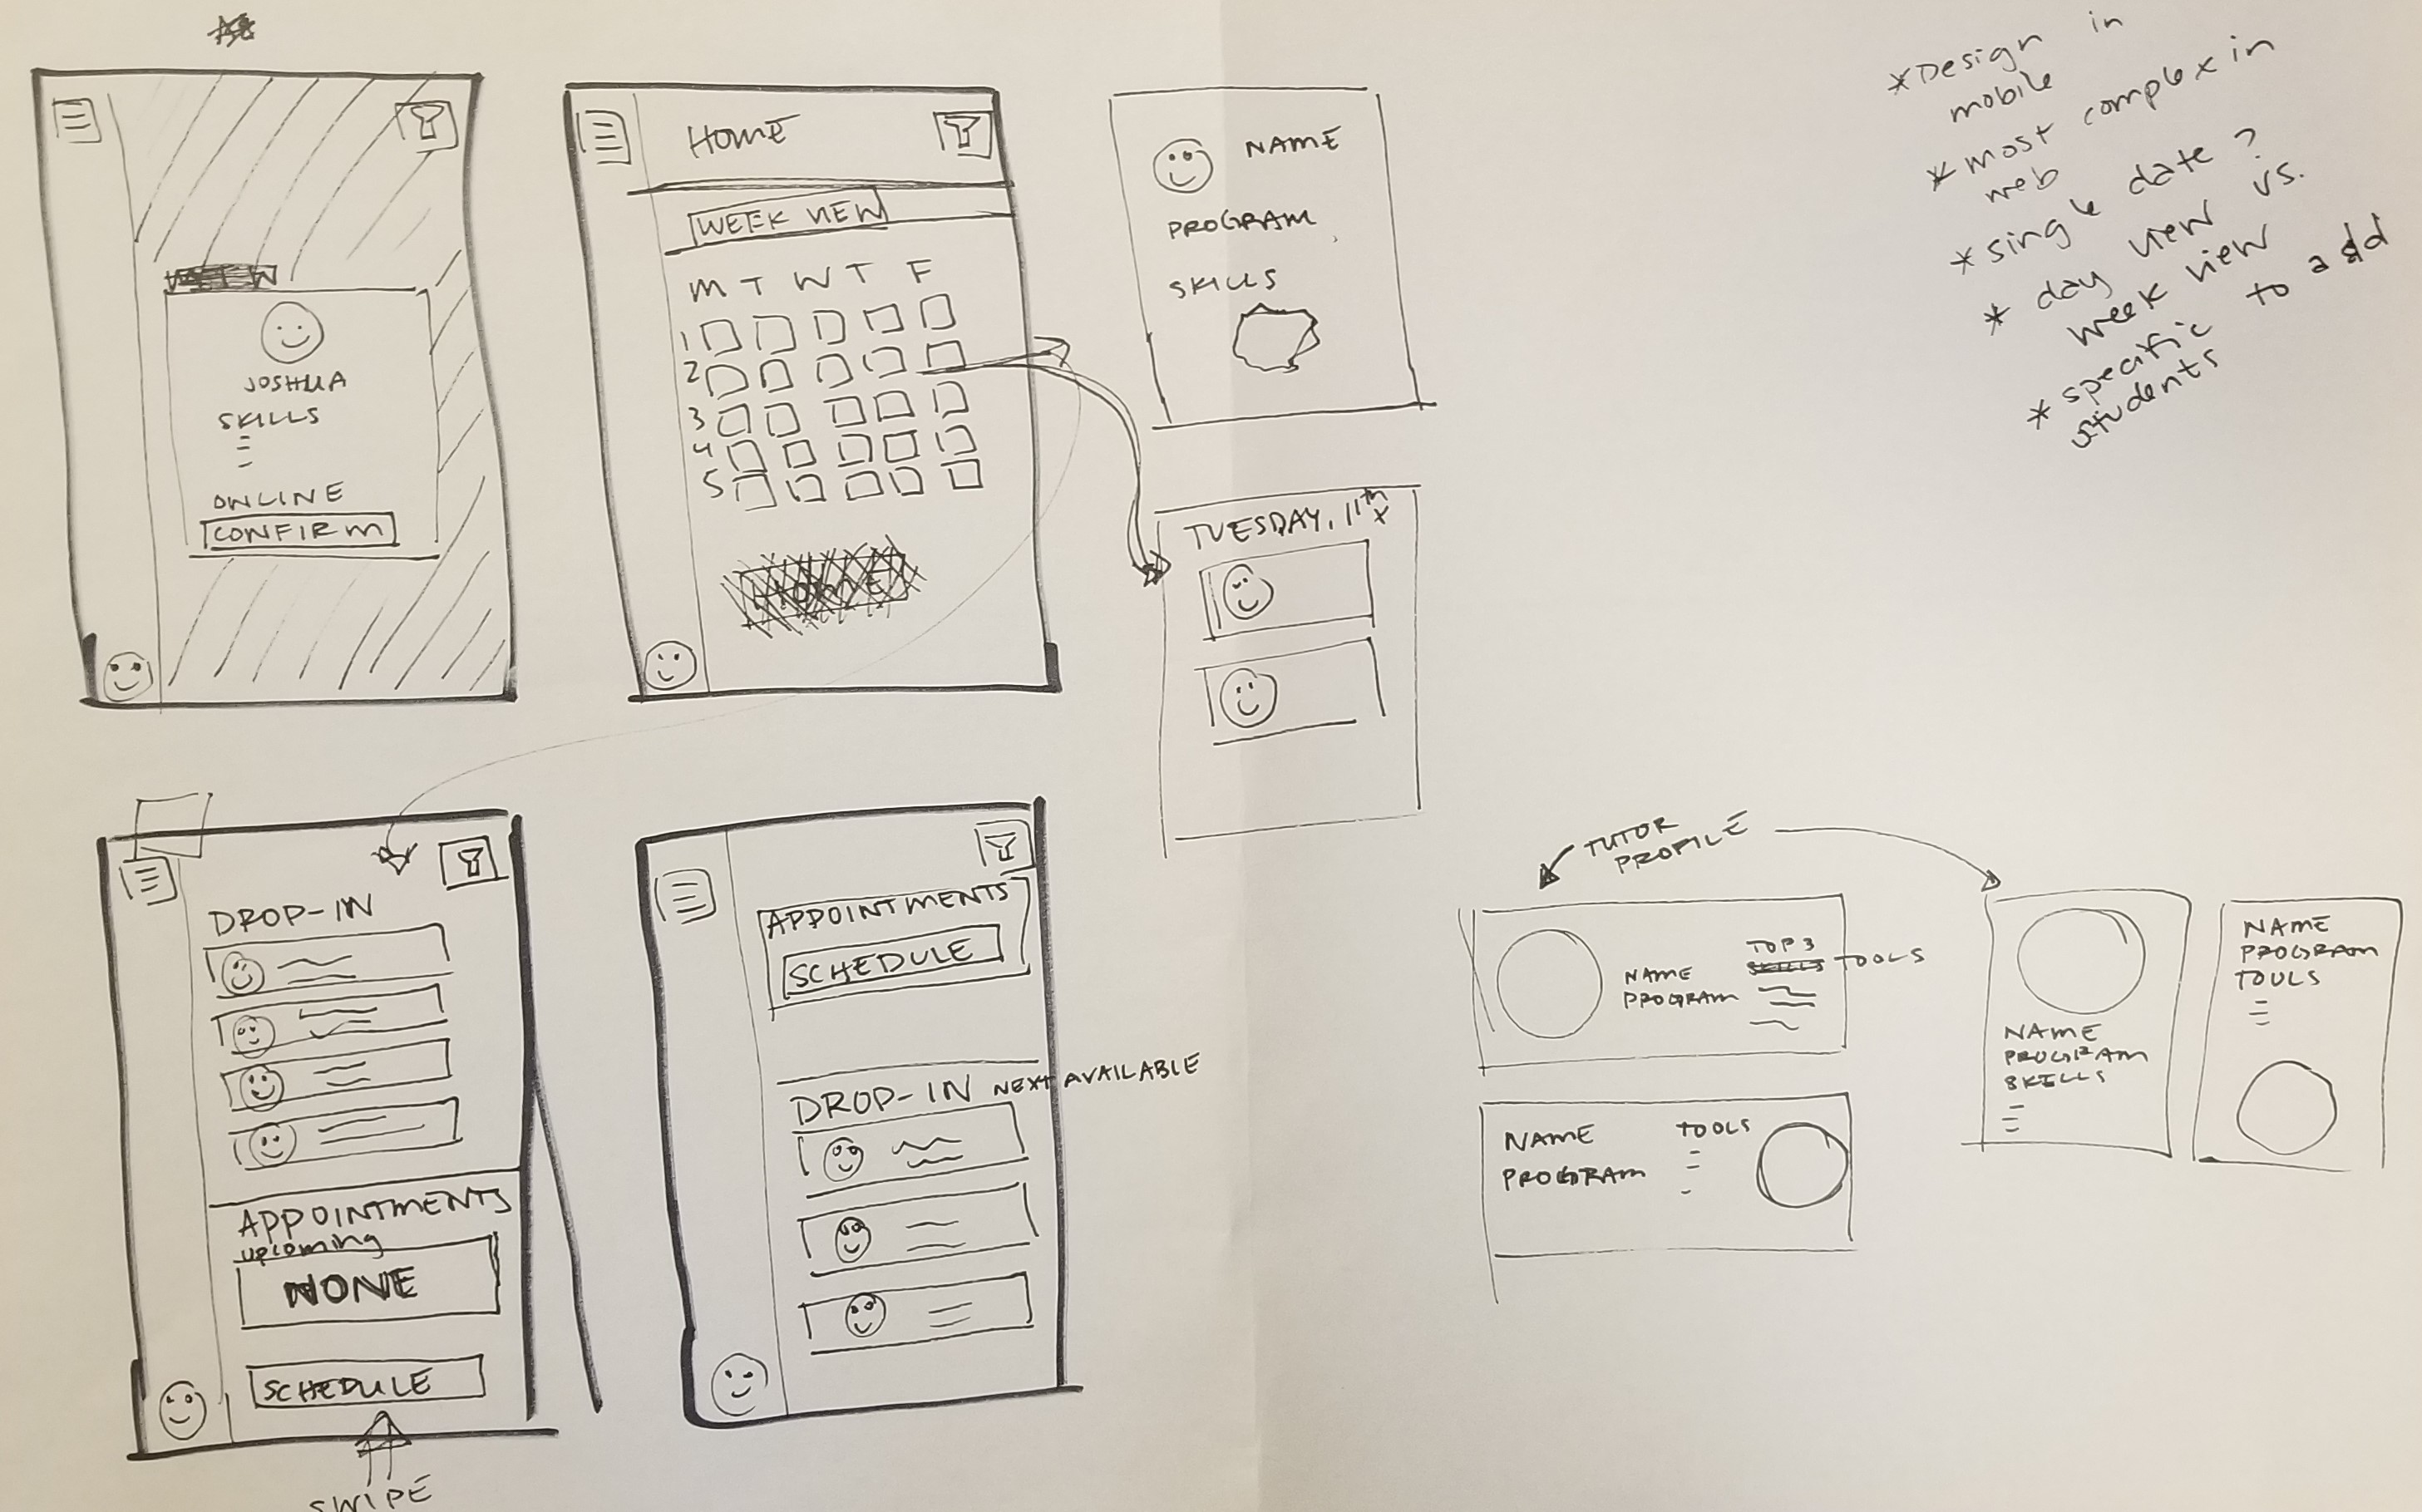 JOSHUA
SKILLS
ONLINE
CONFIRM
HOME
WEEK VIEW
M T W T F
1
2
3
4
5
NAME
PROGRAM
SKILLS
TUESDAY, 11th
x
*Design in in
mobile
*most complex in
web
*single date?
* day view vs.
week view
* specific to add
students
DROP-IN
APPOINTMENTS
upcoming
NONE
SCHEDULE
SWIPE
APPOINTMENTS
SCHEDULE
DROP-IN NEXT AVAILABLE
TUTOR
PROFILE
NAME
PROGRAM
TOP 3
SKILLS TOOLS
NAME
PROGRAM
TOOLS
NAME
PROGRAM
SKILLS
NAME
PROGRAM
TOOLS